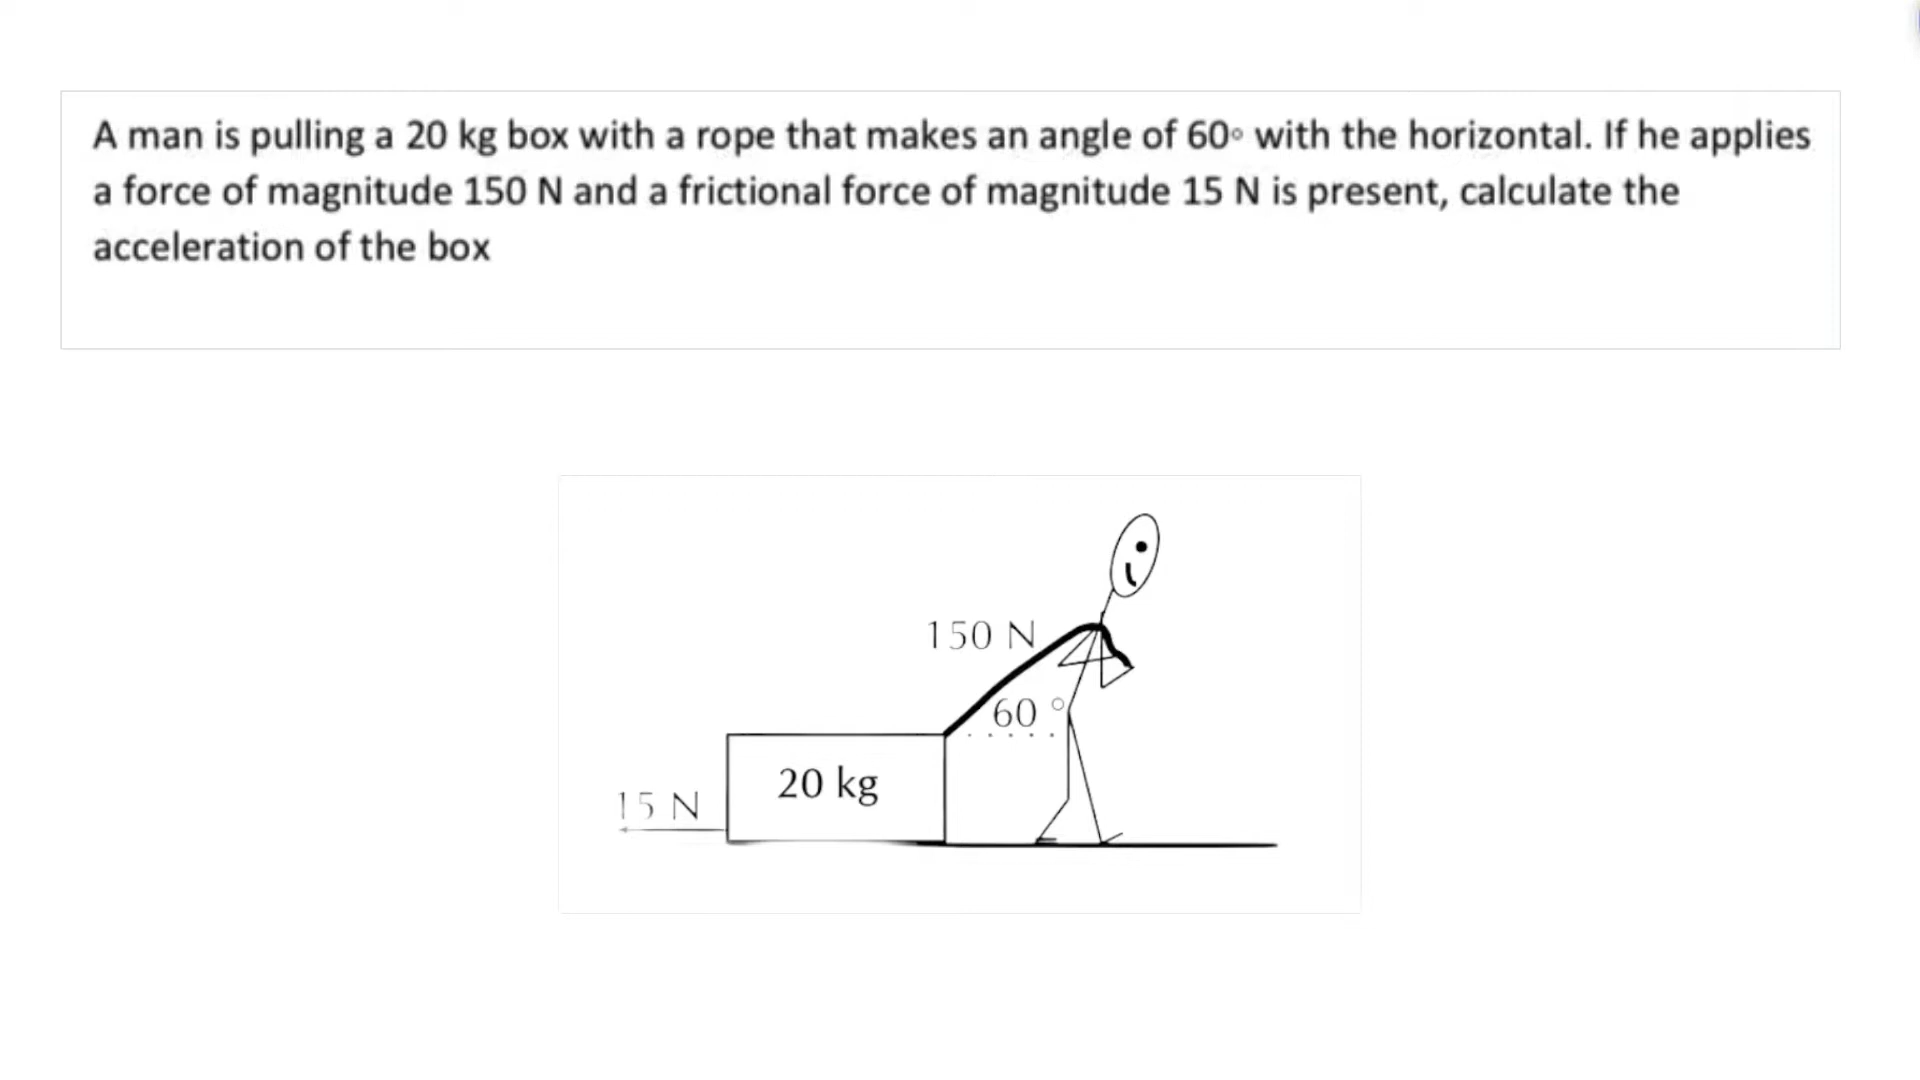 A man is pulling a 20 kg box with a rope that makes an angle of 60° with the horizontal. If he applies
a force of magnitude 150 N and a frictional force of magnitude 15 N is present, calculate the
acceleration of the box
150 N
60 °
20 kg
15 N